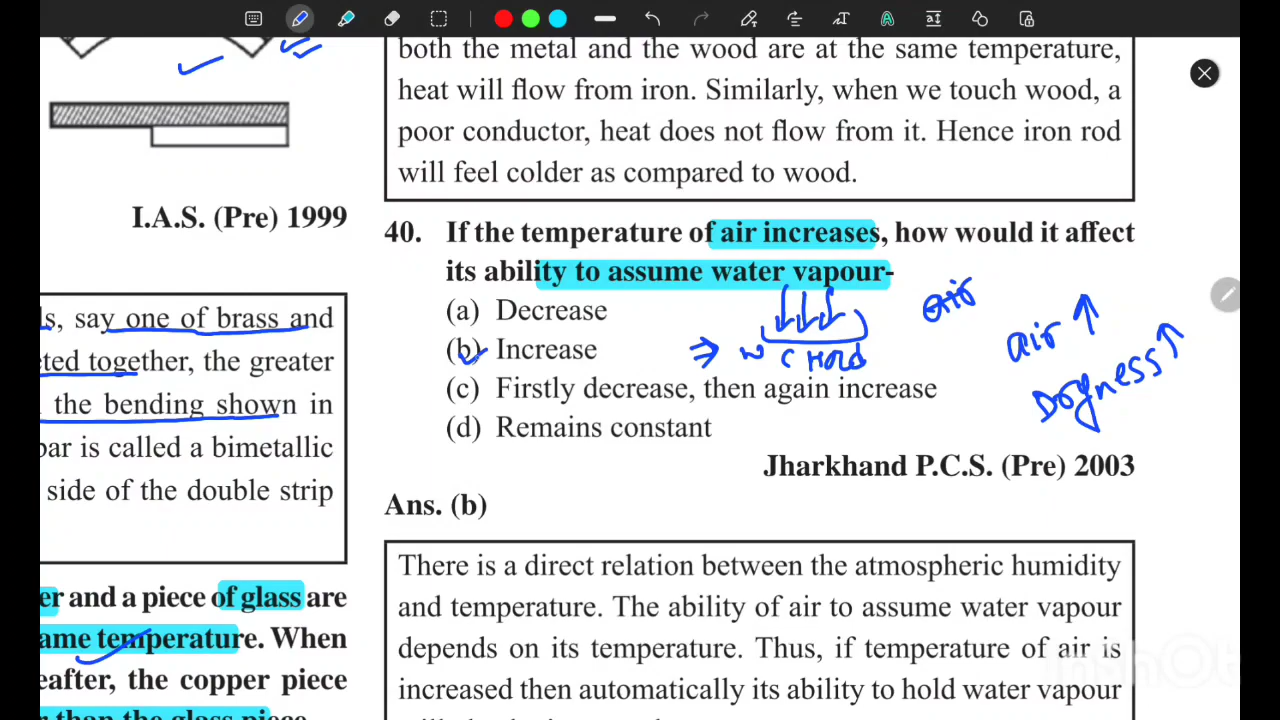 I.A.S. (Pre) 1999
ls, say one of brass and
eted together, the greater
the bending shown in
bar is called a bimetallic
side of the double strip
er and a piece of glass are
ame temperature. When
eafter, the copper piece
r than the glass piece
both the metal and the wood are at the same temperature,
heat will flow from iron. Similarly, when we touch wood, a
poor conductor, heat does not flow from it. Hence iron rod
will feel colder as compared to wood.
40. If the temperature of air increases, how would it affect
its ability to assume water vapour-
(a) Decrease
air
(b) Increase
⇒ w C Hold
air ↑
(c) Firstly decrease, then again increase
Dryness ↑
(d) Remains constant
Jharkhand P.C.S. (Pre) 2003
Ans. (b)
There is a direct relation between the atmospheric humidity
and temperature. The ability of air to assume water vapour
depends on its temperature. Thus, if temperature of air is
increased then automatically its ability to hold water vapour